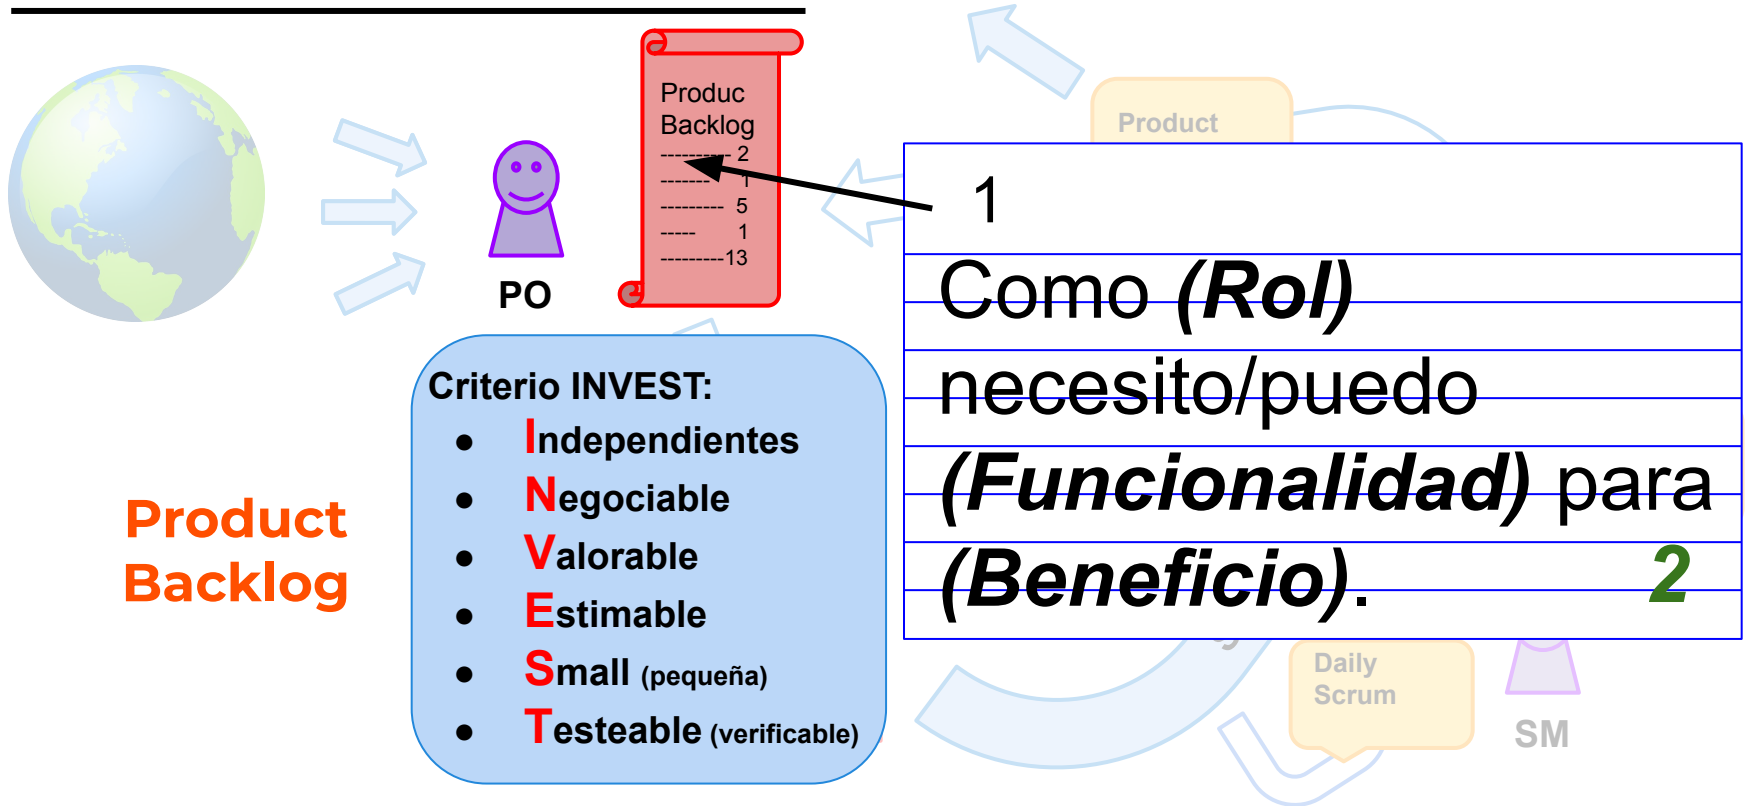 Produc
Backlog
---------- 2
------- 1
--------- 5
----- 1
---------13
PO
Product
1
Como (Rol)
necesito/puedo
(Funcionalidad) para
(Beneficio). 2
Criterio INVEST:
● Independientes
● Negociable
● Valorable
● Estimable
● Small (pequeña)
● Testeable (verificable)
Product
Backlog
Daily
Scrum
SM